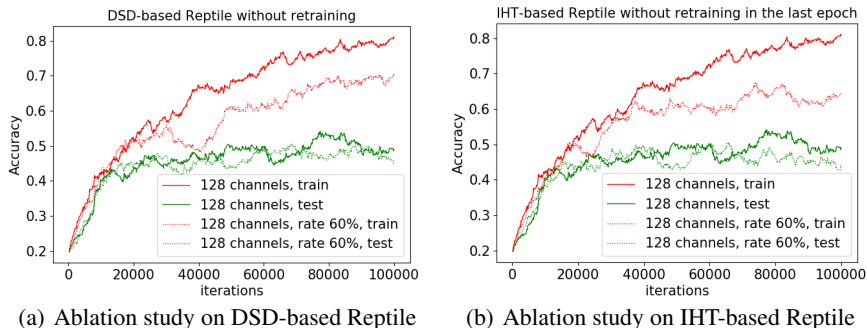 DSD-based Reptile without retraining
Accuracy
0.8
0.7
0.6
0.5
0.4
0.3
0.2
128 channels, train
128 channels, test
128 channels, rate 60%, train
128 channels, rate 60%, test
0 20000 40000 60000 80000 100000
iterations
(a) Ablation study on DSD-based Reptile
IHT-based Reptile without retraining in the last epoch
Accuracy
0.8
0.7
0.6
0.5
0.4
0.3
0.2
128 channels, train
128 channels, test
128 channels, rate 60%, train
128 channels, rate 60%, test
0 20000 40000 60000 80000 100000
iterations
(b) Ablation study on IHT-based Reptile